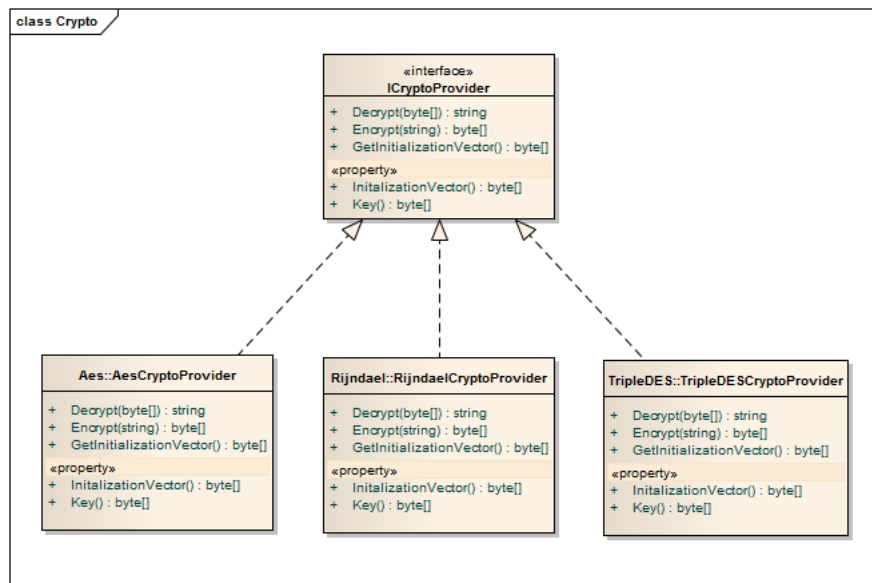 class Crypto
«interface»
ICryptoProvider
+ Decrypt(byte[]) : string
+ Encrypt(string) : byte[]
+ GetInitializationVector() : byte[]
«property»
+ InitalizationVector() : byte[]
+ Key() : byte[]
Aes::AesCryptoProvider
+ Decrypt(byte[]) : string
+ Encrypt(string) : byte[]
+ GetInitializationVector() : byte[]
«property»
+ InitalizationVector() : byte[]
+ Key() : byte[]
Rijndael::RijndaelCryptoProvider
+ Decrypt(byte[]) : string
+ Encrypt(string) : byte[]
+ GetInitializationVector() : byte[]
«property»
+ InitalizationVector() : byte[]
+ Key() : byte[]
TripleDES::TripleDESCryptoProvider
+ Decrypt(byte[]) : string
+ Encrypt(string) : byte[]
+ GetInitializationVector() : byte[]
«property»
+ InitalizationVector() : byte[]
+ Key() : byte[]